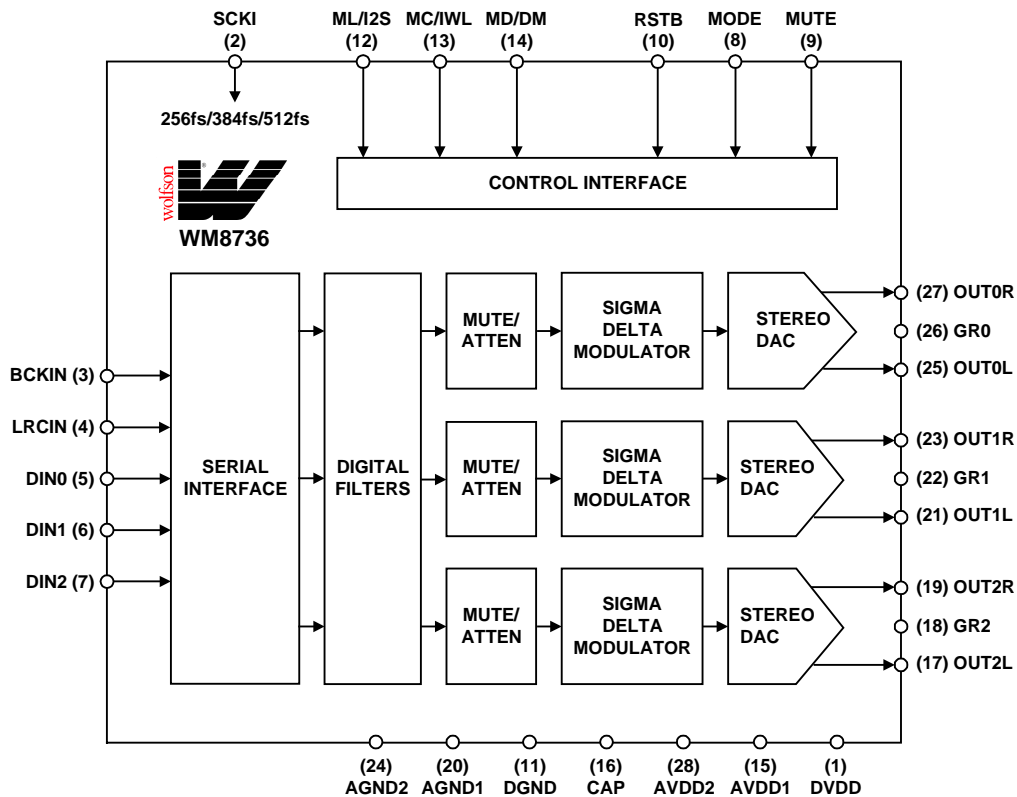 SCKI
(2)
ML/I2S
(12)
MC/IWL
(13)
MD/DM
(14)
RSTB
(10)
MODE
(8)
MUTE
(9)
256fs/384fs/512fs
CONTROL INTERFACE
wolfson
®
WM8736
BCKIN (3)
LRCIN (4)
DIN0 (5)
DIN1 (6)
DIN2 (7)
SERIAL
INTERFACE
DIGITAL
FILTERS
MUTE/
ATTEN
SIGMA
DELTA
MODULATOR
STEREO
DAC
(27) OUT0R
(26) GR0
(25) OUT0L
MUTE/
ATTEN
SIGMA
DELTA
MODULATOR
STEREO
DAC
(23) OUT1R
(22) GR1
(21) OUT1L
MUTE/
ATTEN
SIGMA
DELTA
MODULATOR
STEREO
DAC
(19) OUT2R
(18) GR2
(17) OUT2L
(24)
AGND2
(20)
AGND1
(11)
DGND
(16)
CAP
(28)
AVDD2
(15)
AVDD1
(1)
DVDD